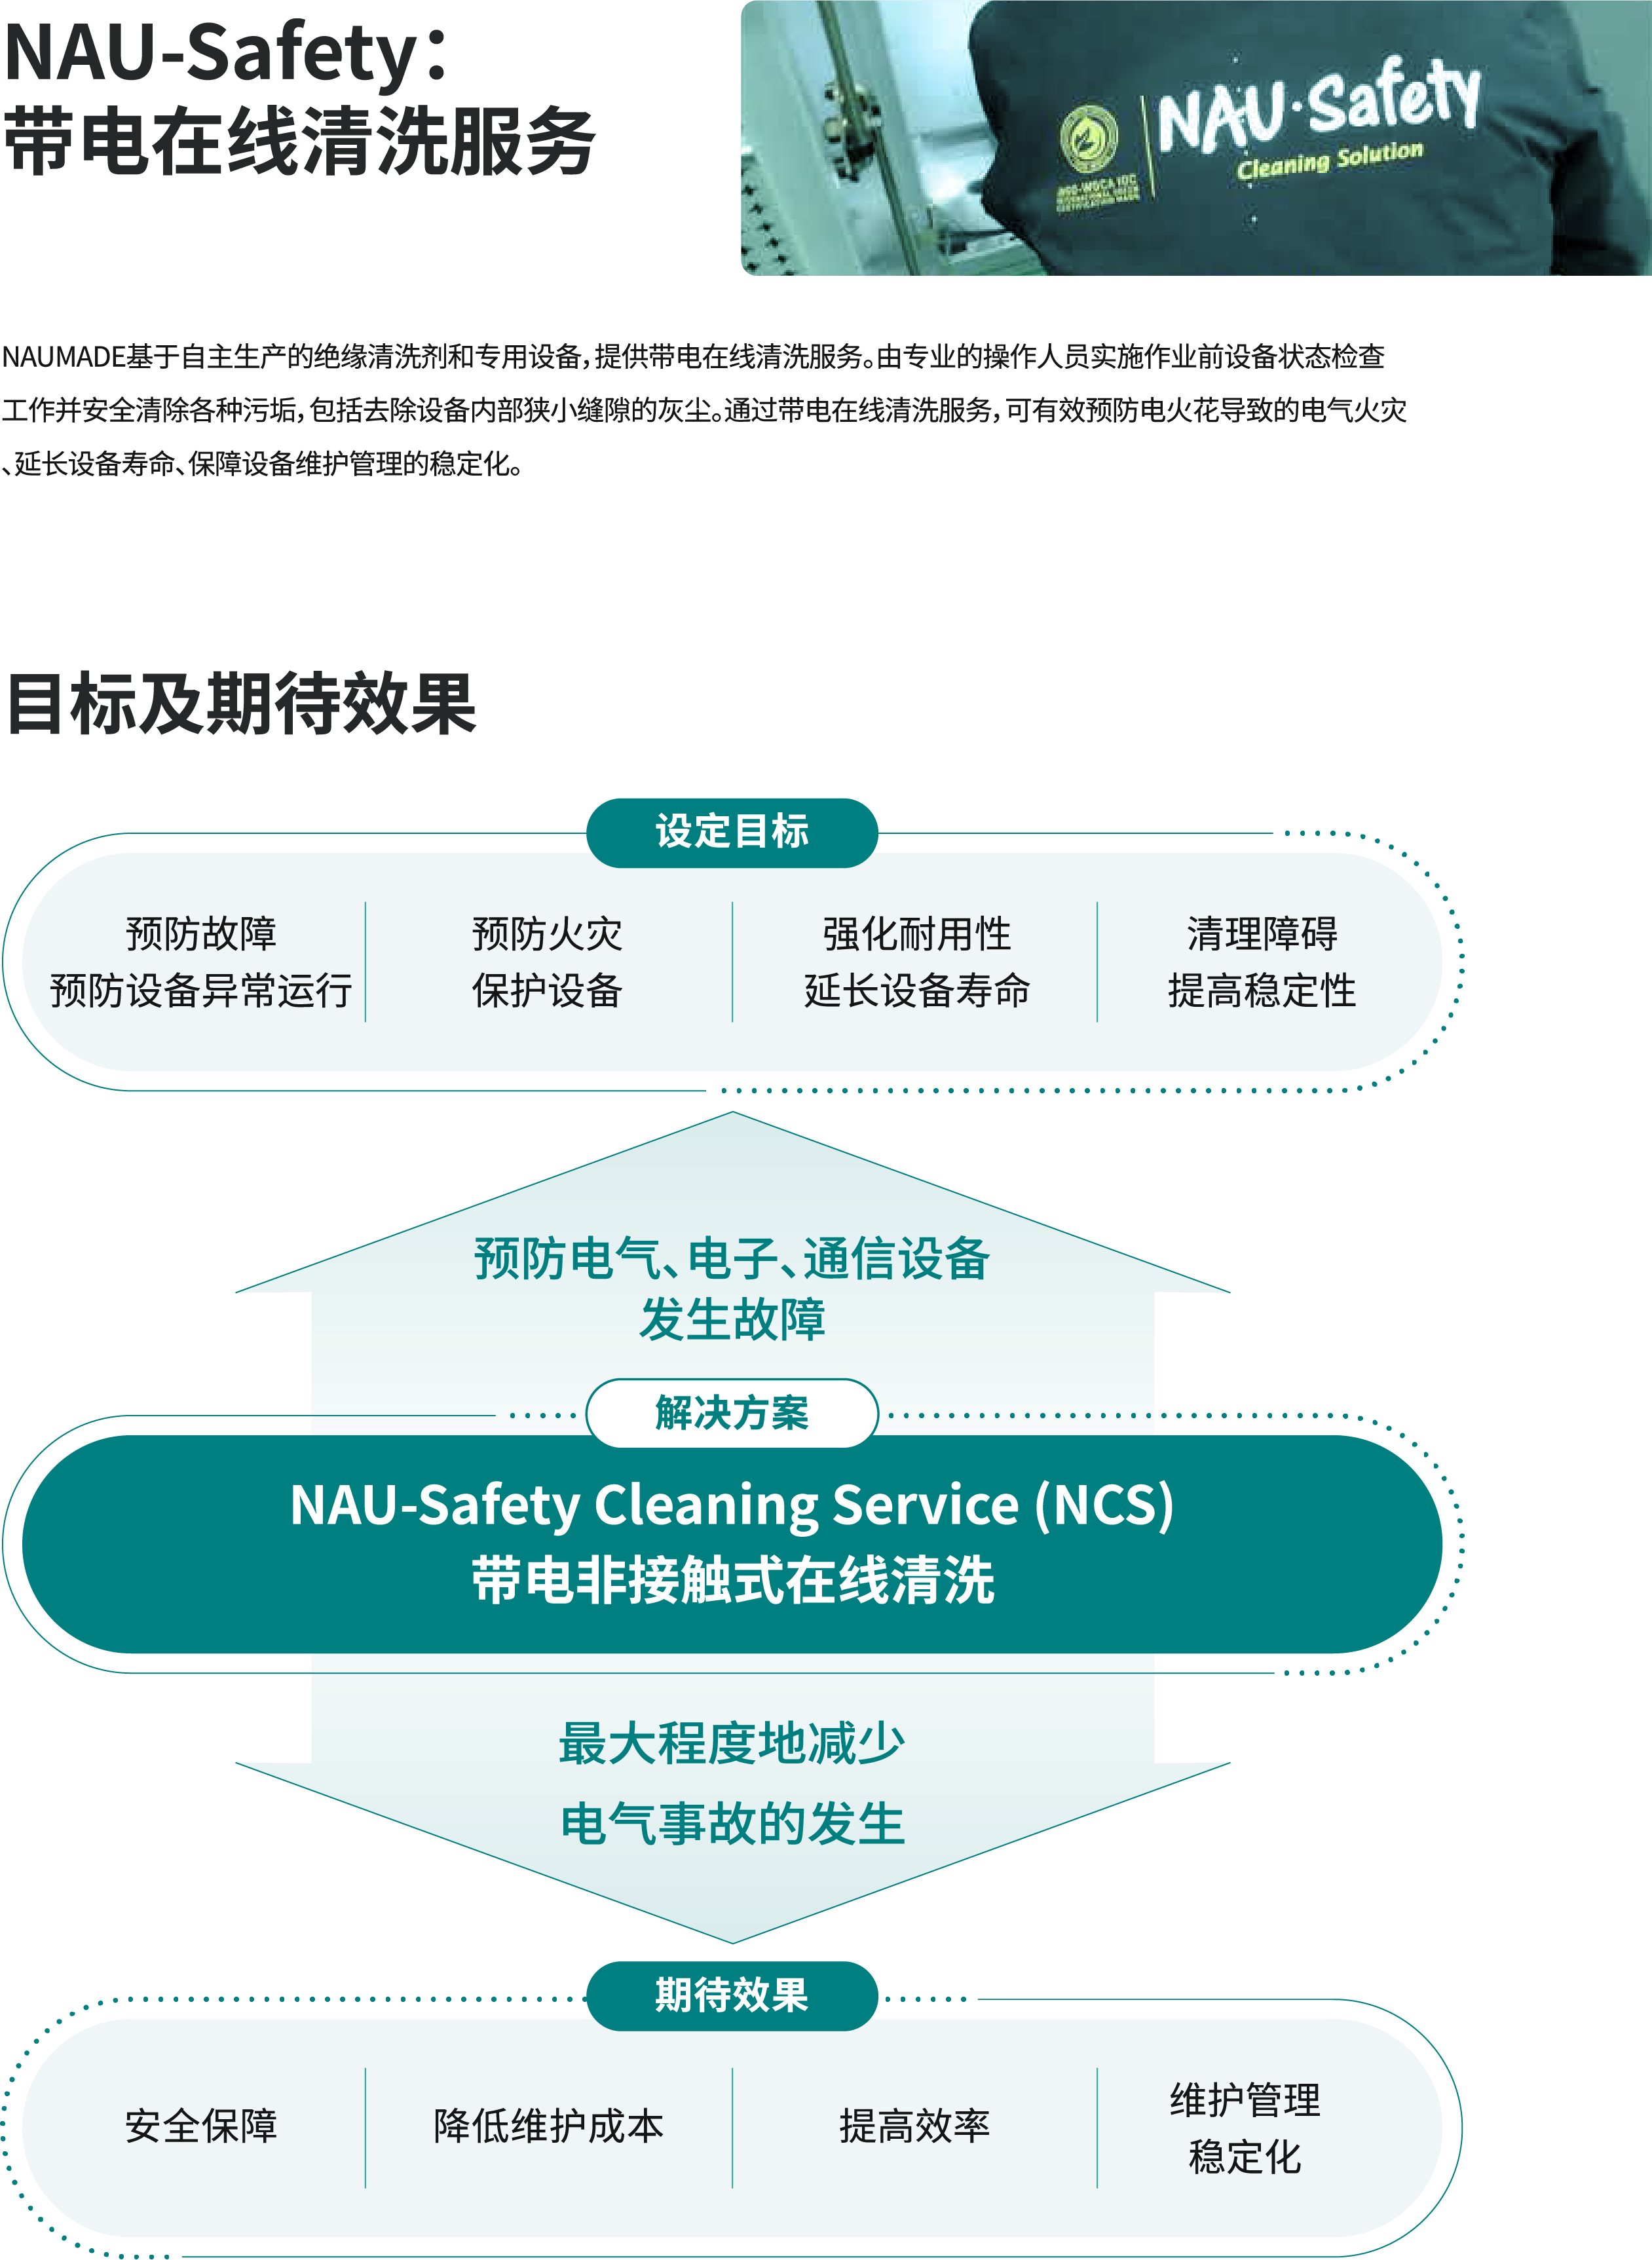 NAU-Safety：
带电在线清洗服务
NAU·Safety
Cleaning Solution
INTERNATIONAL GREEN
CERTIFICATION MARK
NAUMADE基于自主生产的绝缘清洗剂和专用设备，提供带电在线清洗服务。由专业的操作人员实施作业前设备状态检查
工作并安全清除各种污垢，包括去除设备内部狭小缝隙的灰尘。通过带电在线清洗服务，可有效预防电火花导致的电气火灾
、延长设备寿命、保障设备维护管理的稳定化。
目标及期待效果
设定目标
预防故障
预防设备异常运行
预防火灾
保护设备
强化耐用性
延长设备寿命
清理障碍
提高稳定性
预防电气、电子、通信设备
发生故障
解决方案
NAU-Safety Cleaning Service (NCS)
带电非接触式在线清洗
最大程度地减少
电气事故的发生
期待效果
安全保障
降低维护成本
提高效率
维护管理
稳定化